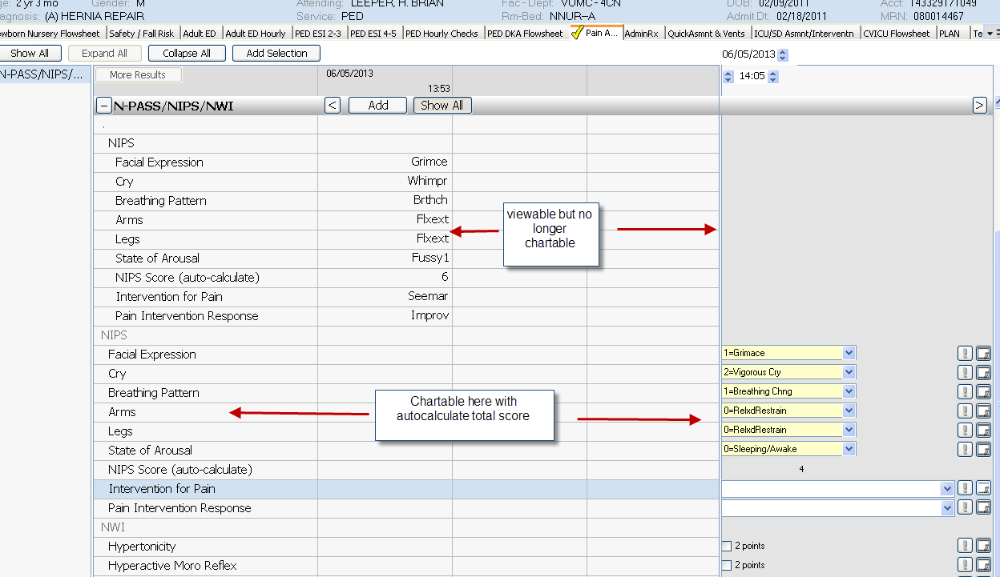 ge: 2 yr 3 mo Gender: M Attending: LEEPER, H. BRIAN Fac - Dept: VUMC - 4CN DOB: 02/09/2011 Acct: 143329171049
iagnosis: (A) HERNIA REPAIR Service: PED Rm-Bed: NNUR--A Admit Dt: 02/18/2011 MRN: 080014467
ewborn Nursery Flowsheet Safety / Fall Risk Adult ED Adult ED Hourly PED ESI 2-3 PED ESI 4-5 PED Hourly Checks PED DKA Flowsheet Pain A... AdminRx QuickAsmnt & Vents ICU/SD Asmnt/Interventn CVICU Flowsheet PLAN Te
Show All Expand All Collapse All Add Selection 06/05/2013
N-PASS/NIPS/... More Results 06/05/2013 14:05
13:53
N-PASS/NIPS/NWI < Add Show All >
.
NIPS
Facial Expression Grimce
Cry Whimpr
Breathing Pattern Brthch
Arms Flxext
Legs Flxext
State of Arousal Fussy1
NIPS Score (auto-calculate) 6
Intervention for Pain Seemar
Pain Intervention Response Improv
viewable but no
longer
chartable
NIPS
Facial Expression 1=Grimace
Cry 2=Vigorous Cry
Breathing Pattern 1=Breathing Chng
Arms 0=RelxdRestrain
Legs 0=RelxdRestrain
State of Arousal 0=Sleeping/Awake
NIPS Score (auto-calculate) 4
Intervention for Pain
Pain Intervention Response
Chartable here with
autocalculate total score
NWI
Hypertonicity 2 points
Hyperactive Moro Reflex 2 points